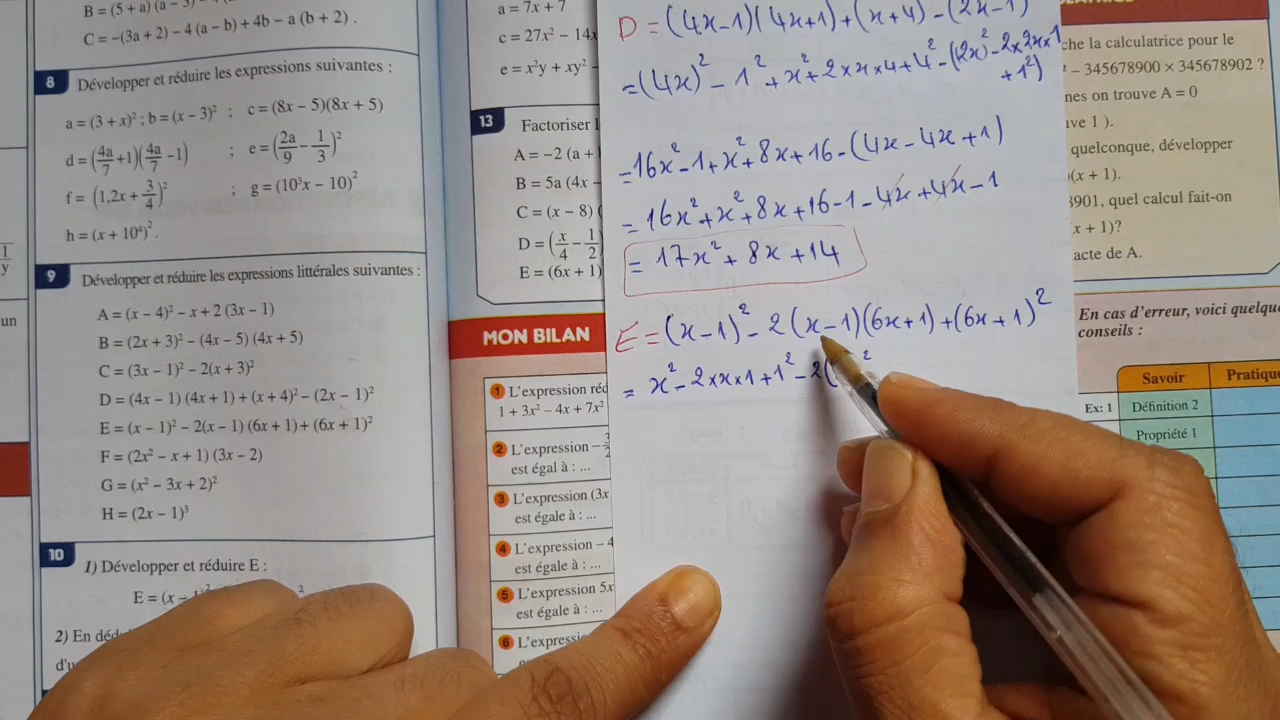 B = (5 + a) (a − 3)
C = −(3a + 2) − 4 (a − b) + 4b − a (b + 2) .
8 Développer et réduire les expressions suivantes :
a = (3 + x)² ; b = (x − 3)² ; c = (8x − 5)(8x + 5)
d = (4a/7 + 1)(4a/7 − 1) ; e = (2a/9 − 1/3)²
f = (1,2x + 3/4)² ; g = (10³x − 10)²
h = (x + 10⁴)² .
9 Développer et réduire les expressions littérales suivantes :
A = (x − 4)² − x + 2 (3x − 1)
B = (2x + 3)² − (4x − 5) (4x + 5)
C = (3x − 1)² − 2(x + 3)²
D = (4x − 1) (4x + 1) + (x + 4)² − (2x − 1)²
E = (x − 1)² − 2(x − 1) (6x + 1) + (6x + 1)²
F = (2x² − x + 1) (3x − 2)
G = (x² − 3x + 2)²
H = (2x − 1)³
10 1) Développer et réduire E :
E = (x −
2) En
d'u
1/y
un
a = 7x + 7
c = 27x² − 14x
e = x²y + xy² −
13 Factoriser
A = −2 (a +
B = 5a (4x −
C = (x − 8) (
D = (x/4 − 1/2
E = (6x + 1)
MON BILAN
1 L'expression
1 + 3x² − 4x + 7x²
2 L'expression −
est égal à : ...
3 L'expression (3x
est égale à : ...
4 L'expression − 4
est égale à : ...
5 L'expression 5x
est égale à : ...
6
D = (4x−1)(4x+1)+(x+4)−(2x−1)
=(4x)² − 1² + x² + 2×x×4+4² −((2x)² − 2×2x×1
+1²)
=16x² −1+x²+8x+16−(4x−4x+1)
= 16x²+x²+8x+16−1−4x+4x−1
= 17x²+8x+14
E = (x−1)² − 2(x−1)(6x+1)+(6x+1)²
= x² − 2×x×1+1² − 2( ²
che la calculatrice pour le
² − 345678900 × 345678902 ?
nes on trouve A = 0
ve 1 ).
quelconque, développer
(x + 1).
8901, quel calcul fait-on
x + 1)?
acte de A.
En cas d'erreur, voici quelque
conseils :
Savoir Pratique
Ex: 1 Définition 2
Propriété 1